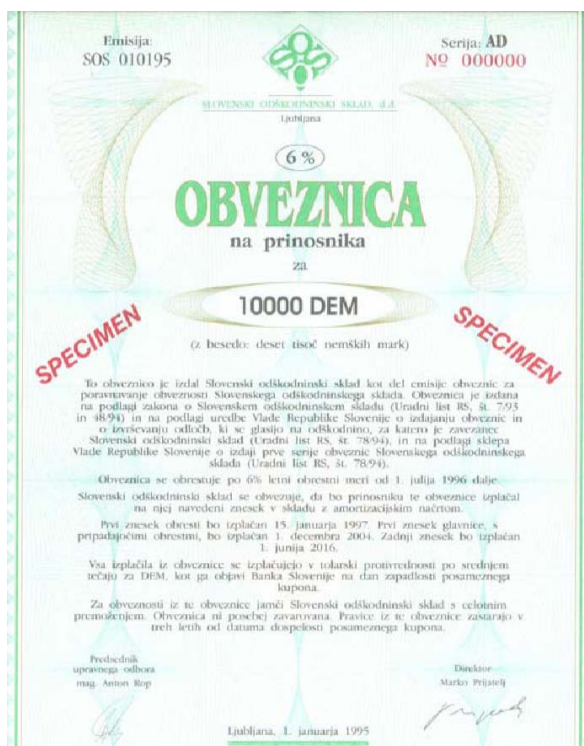 Emisija:
SOS 010195
Serija: AD
Nº 000000
SOS
SLOVENSKI ODŠKODNINSKI SKLAD, d.d.
Ljubljana
6 %
OBVEZNICA
na prinosnika
za
10000 DEM
SPECIMEN
SPECIMEN
(z besedo: deset tisoč nemških mark)
To obveznico je izdal Slovenski odškodninski sklad kot del emisije obveznic za
poravnavanje obveznosti Slovenskega odškodninskega sklada. Obveznica je izdana
na podlagi zakona o Slovenskem odškodninskem skladu (Uradni list RS, št. 7/93
in 48/94) in na podlagi uredbe Vlade Republike Slovenije o izdajanju obveznic in
o izvrševanju odločb, ki se glasijo na odškodnino, za katero je zavezanec
Slovenski odškodninski sklad (Uradni list RS, št. 78/94), in na podlagi sklepa
Vlade Republike Slovenije o izdaji prve serije obveznic Slovenskega odškodninskega
sklada (Uradni list RS, št. 78/94).
Obveznica se obrestuje po 6% letni obrestni meri od 1. julija 1996 dalje.
Slovenski odškodninski sklad se obvezuje, da bo prinosniku te obveznice izplačal
na njej navedeni znesek v skladu z amortizacijskim načrtom.
Prvi znesek obresti bo izplačan 15. januarja 1997. Prvi znesek glavnice, s
pripadajočimi obrestmi, bo izplačan 1. decembra 2004. Zadnji znesek bo izplačan
1. junija 2016.
Vsa izplačila iz obveznice se izplačujejo v tolarski protivrednosti po srednjem
tečaju za DEM, kot ga objavi Banka Slovenije na dan zapadlosti posameznega
kupona.
Za obveznosti iz te obveznice jamči Slovenski odškodninski sklad s celotnim
premoženjem. Obveznica ni posebej zavarovana. Pravice iz te obveznice zastarajo v
treh letih od datuma dospelosti posameznega kupona.
Predsednik
upravnega odbora
mag. Anton Rop
Direktor
Marko Prijatelj
Ljubljana, 1. januarja 1995